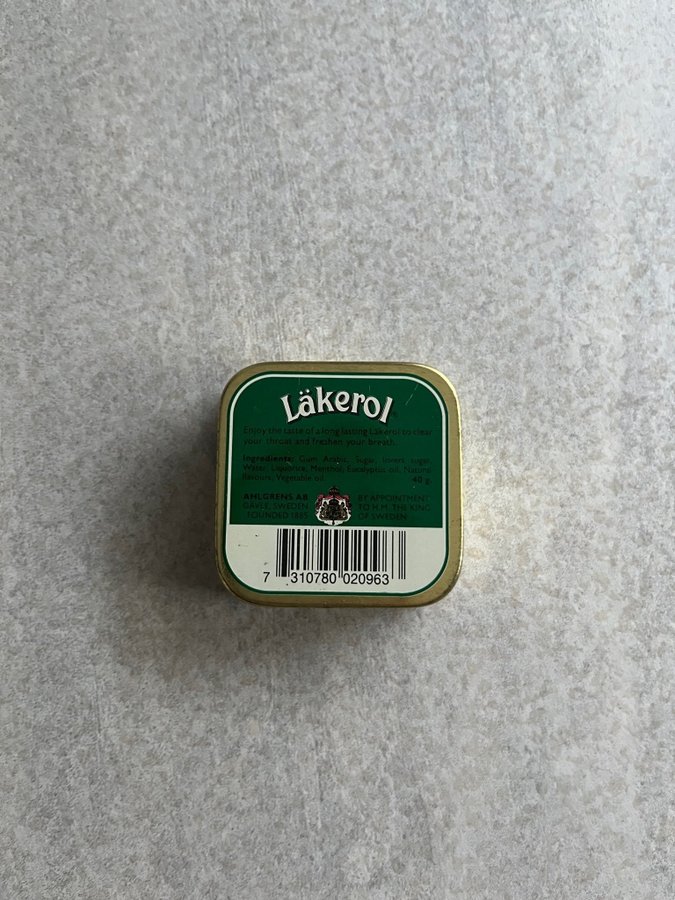 Läkerol®
Enjoy the taste of a long lasting Läkerol to clear
your throat and freshen your breath.
Ingredients: Gum Arabic, Sugar, Invert sugar,
Water, Liquorice, Menthol, Eucalyptus oil, Natural
flavours, Vegetable oil. 40 g.
AHLGRENS AB
GÄVLE, SWEDEN
FOUNDED 1885
BY APPOINTMENT
TO H.M. THE KING
OF SWEDEN
7 310780 020963